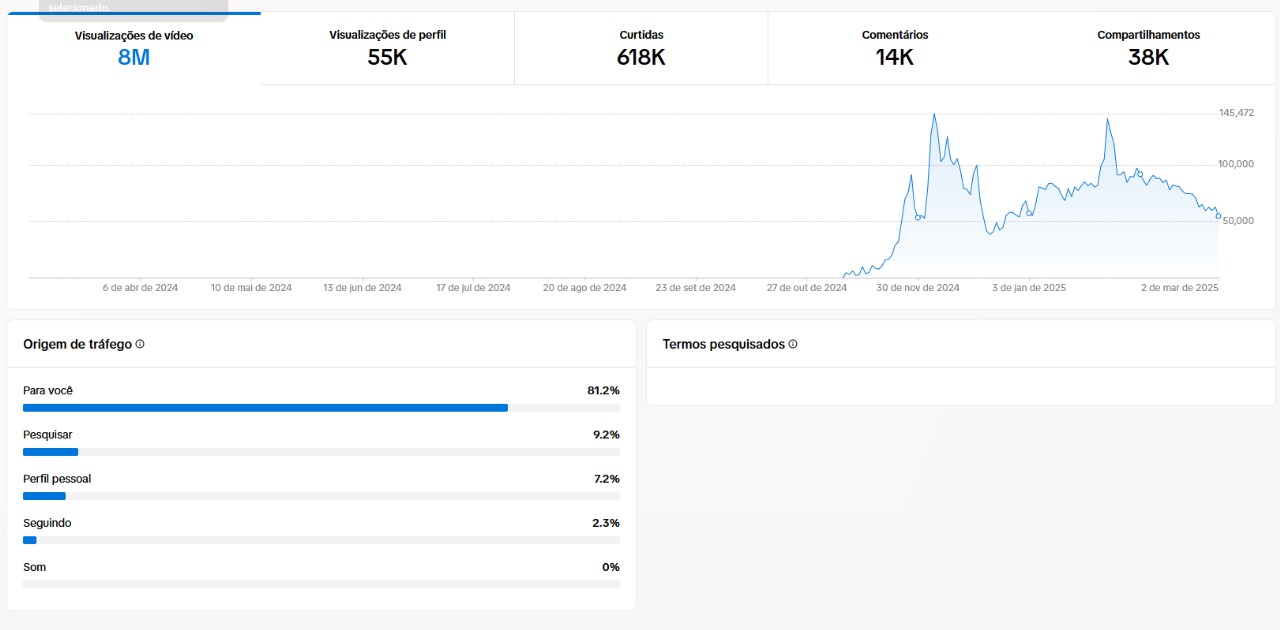 selecionado.
Visualizações de vídeo
8M
Visualizações de perfil
55K
Curtidas
618K
Comentários
14K
Compartilhamentos
38K
145,472
100,000
50,000
6 de abr de 2024
10 de mai de 2024
13 de jun de 2024
17 de jul de 2024
20 de ago de 2024
23 de set de 2024
27 de out de 2024
30 de nov de 2024
3 de jan de 2025
2 de mar de 2025
Origem de tráfego
Para você 81.2%
Pesquisar 9.2%
Perfil pessoal 7.2%
Seguindo 2.3%
Som 0%
Termos pesquisados